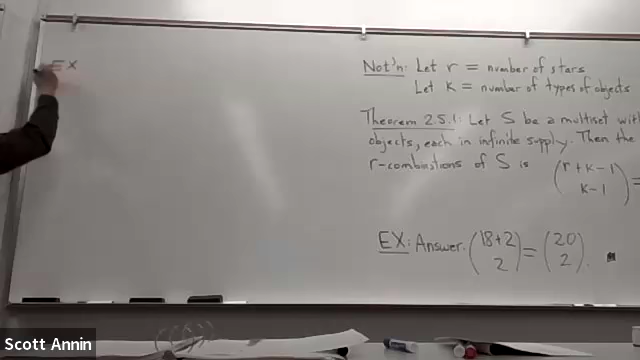 EX
Not'n: Let r = number of stars
Let K = number of types of objects
Theorem 2.5.1: Let S be a multiset with
objects, each in infinite supply. Then the
r-combinations of S is (r+K-1 K-1) =
EX: Answer. (18+2 2) = (20 2).
Scott Annin